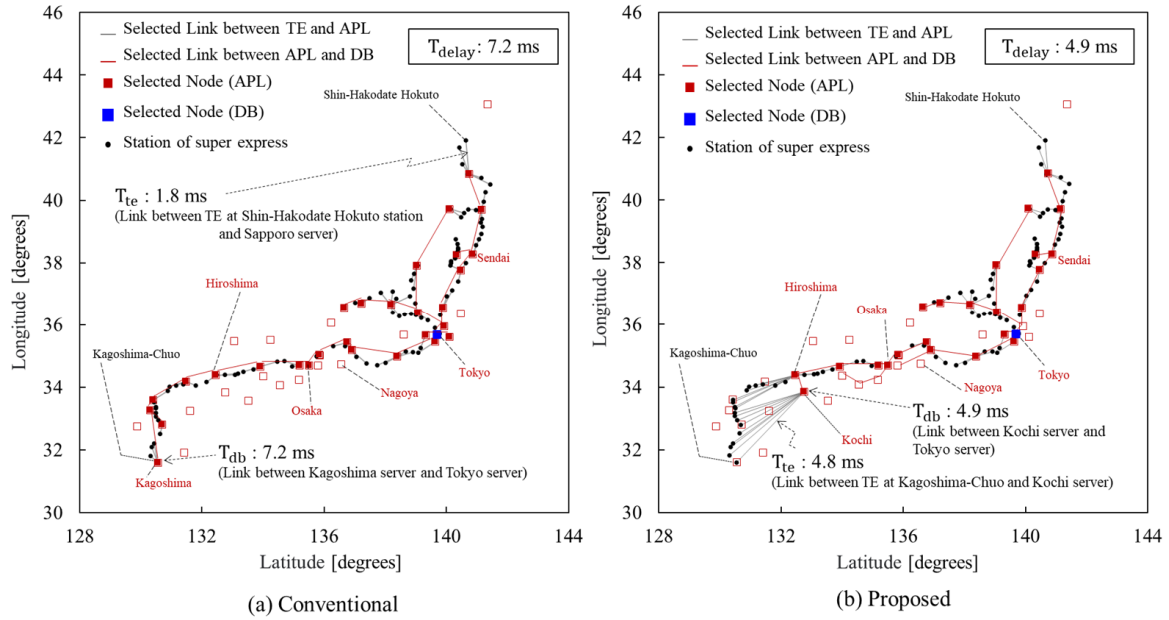 Selected Link between TE and APL
Selected Link between APL and DB
Selected Node (APL)
Selected Node (DB)
Station of super express
T_delay : 7.2 ms
Shin-Hakodate Hokuto
T_te : 1.8 ms
(Link between TE at Shin-Hakodate Hokuto station
and Sapporo server)
Sendai
Hiroshima
Kagoshima-Chuo
Tokyo
Nagoya
Osaka
T_db : 7.2 ms
(Link between Kagoshima server and Tokyo server)
Kagoshima
46
44
42
40
38
36
34
32
30
128
132
136
140
144
Longitude [degrees]
Latitude [degrees]
(a) Conventional
Selected Link between TE and APL
Selected Link between APL and DB
Selected Node (APL)
Selected Node (DB)
Station of super express
T_delay : 4.9 ms
Shin-Hakodate Hokuto
Sendai
Hiroshima
Osaka
Kagoshima-Chuo
Tokyo
Nagoya
T_db : 4.9 ms
(Link between Kochi server and
Tokyo server)
Kochi
T_te : 4.8 ms
(Link between TE at Kagoshima-Chuo and Kochi server)
46
44
42
40
38
36
34
32
30
128
132
136
140
144
Longitude [degrees]
Latitude [degrees]
(b) Proposed